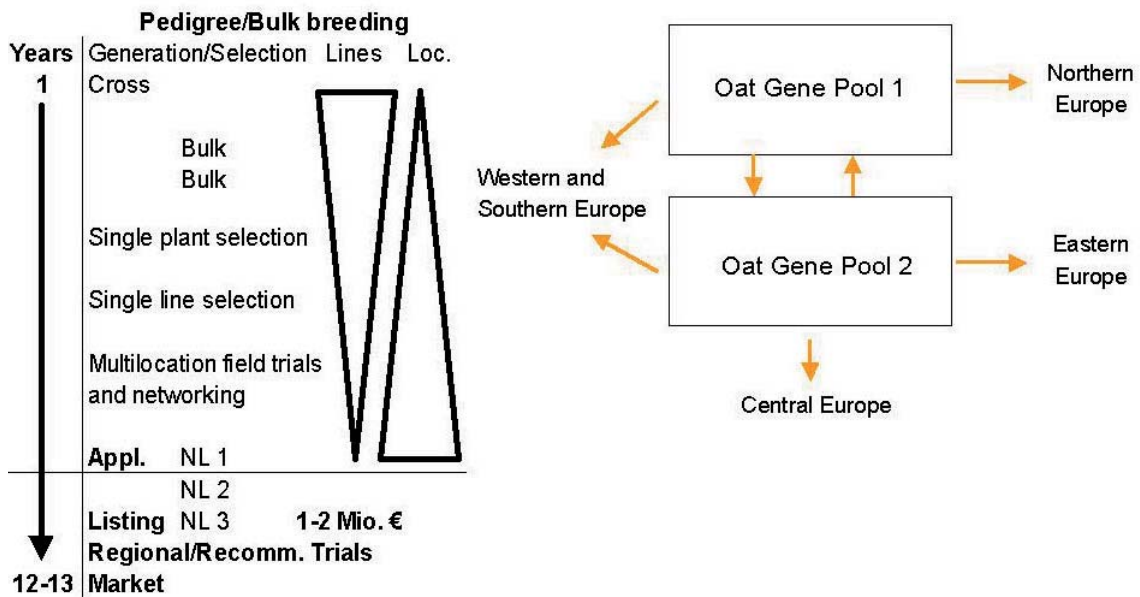 Pedigree/Bulk breeding
Years Generation/Selection Lines Loc.
1 Cross
Bulk
Bulk
Single plant selection
Single line selection
Multilocation field trials
and networking
Appl. NL 1
NL 2
Listing NL 3 1-2 Mio. €
Regional/Recomm. Trials
12-13 Market
Oat Gene Pool 1
Northern
Europe
Western and
Southern Europe
Oat Gene Pool 2
Eastern
Europe
Central Europe